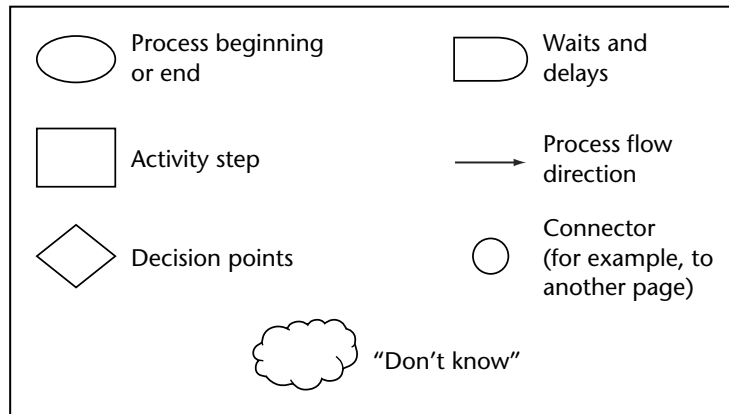 Process beginning
or end
Waits and
delays
Activity step
Process flow
direction
Decision points
Connector
(for example, to
another page)
“Don’t know”